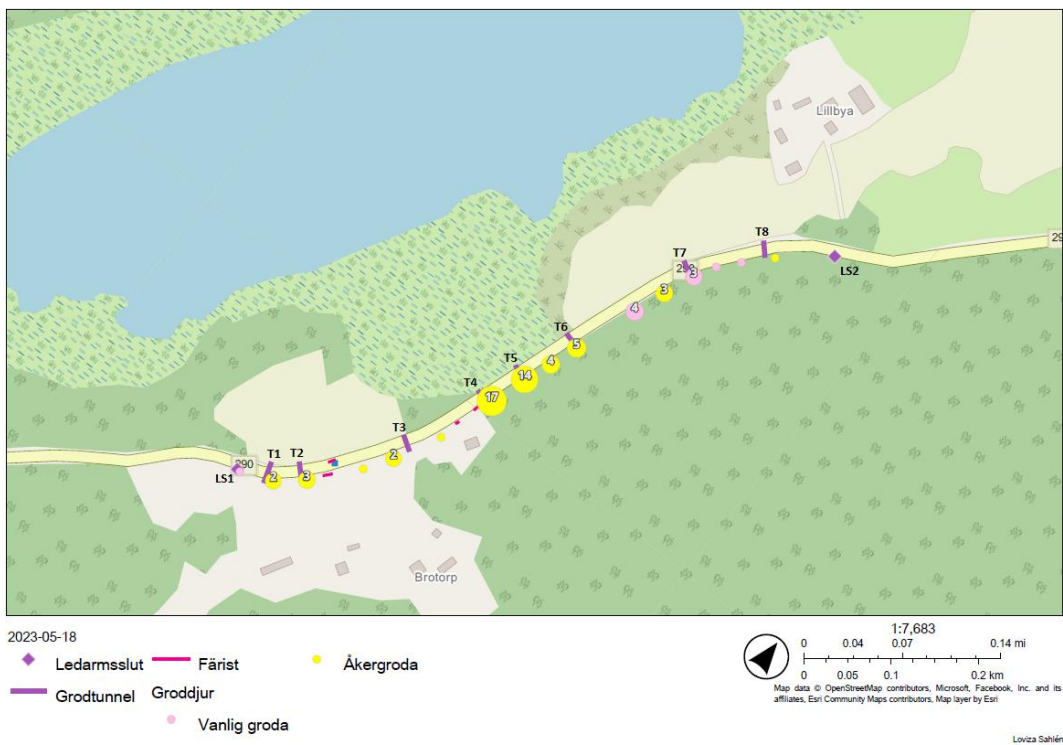 Lillbya
T8
29
T7
29
3
LS2
3
4
T6
5
T5
4
14
T4
17
T3
2
T1
T2
290
LS1
2
3
Brotorp
2023-05-18
Ledarmsslut
Färist
Åkergroda
Grodtunnel
Groddjur
Vanlig groda
1:7,683
0 0.04 0.07 0.14 mi
0 0.05 0.1 0.2 km
Map data © OpenStreetMap contributors, Microsoft, Facebook, Inc. and its
affiliates, Esri Community Maps contributors, Map layer by Esri
Loviza Sahlén